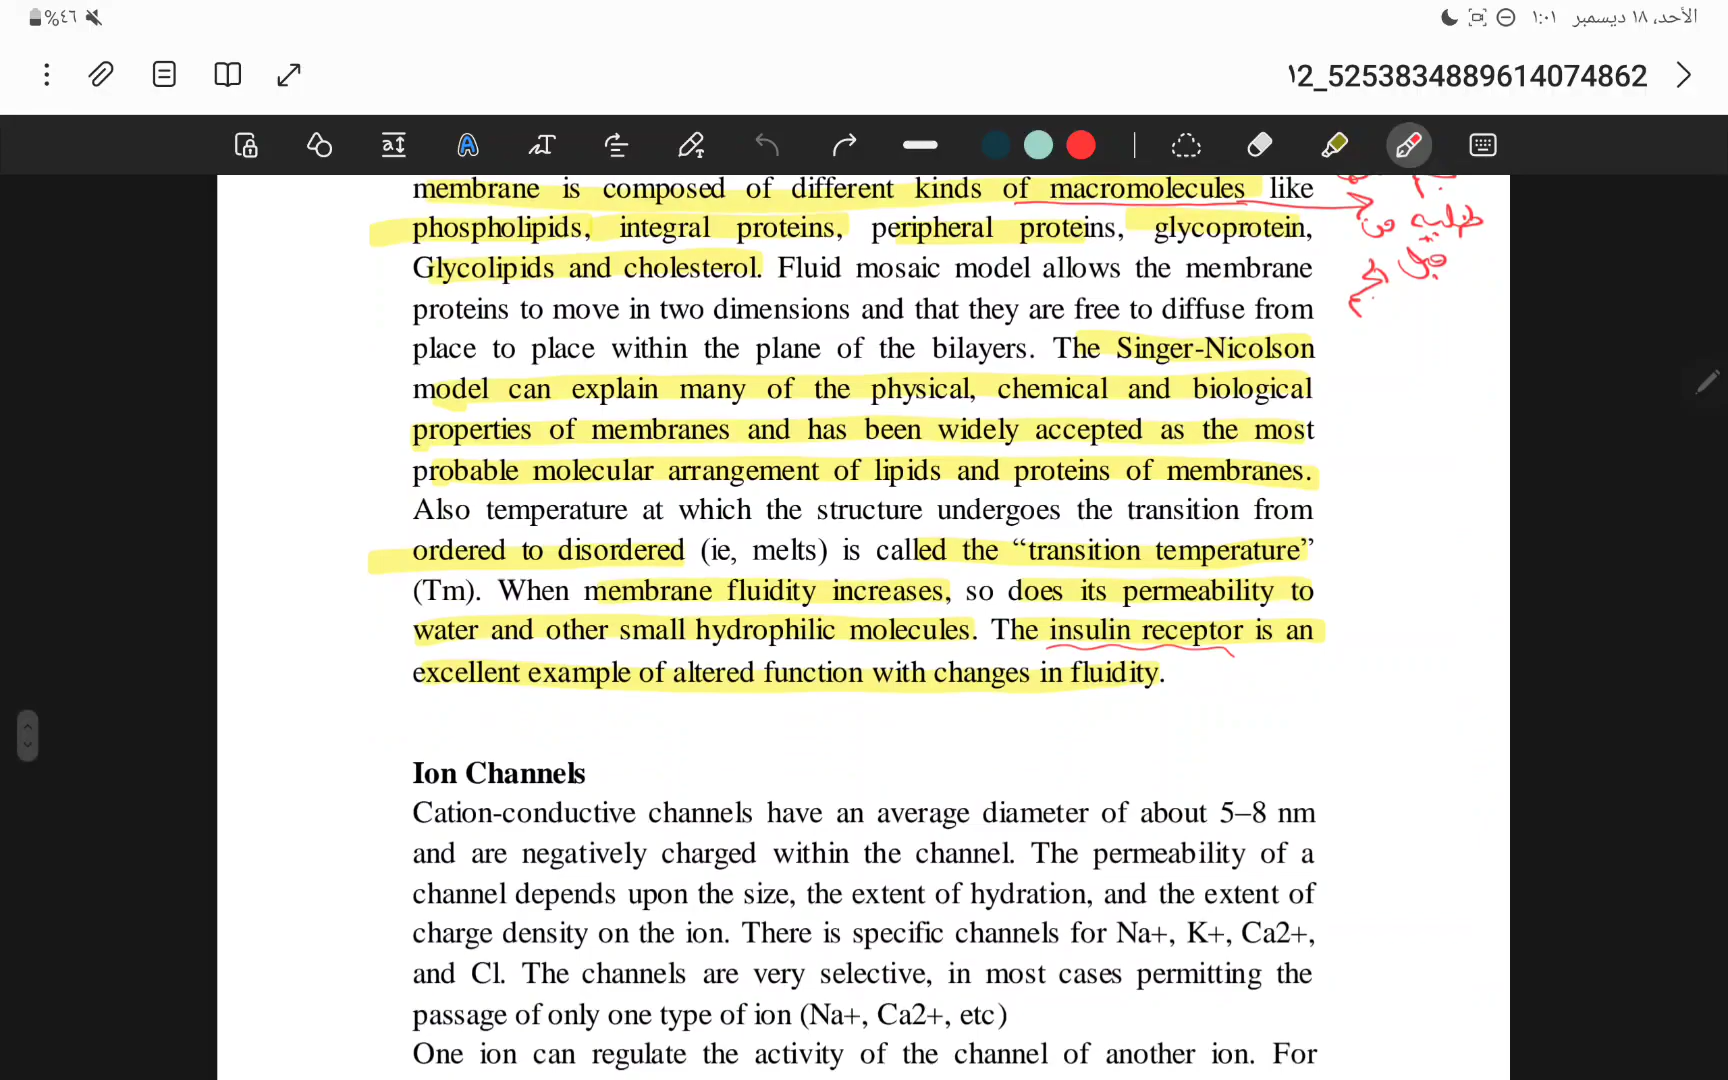 %٤٦
الأحد، ١٨ ديسمبر ١:٠١
١2_5253834889614074862
membrane is composed of different kinds of macromolecules like
phospholipids, integral proteins, peripheral proteins, glycoprotein,
Glycolipids and cholesterol. Fluid mosaic model allows the membrane
proteins to move in two dimensions and that they are free to diffuse from
place to place within the plane of the bilayers. The Singer-Nicolson
model can explain many of the physical, chemical and biological
properties of membranes and has been widely accepted as the most
probable molecular arrangement of lipids and proteins of membranes.
Also temperature at which the structure undergoes the transition from
ordered to disordered (ie, melts) is called the “transition temperature”
(Tm). When membrane fluidity increases, so does its permeability to
water and other small hydrophilic molecules. The insulin receptor is an
excellent example of altered function with changes in fluidity.
Ion Channels
Cation-conductive channels have an average diameter of about 5–8 nm
and are negatively charged within the channel. The permeability of a
channel depends upon the size, the extent of hydration, and the extent of
charge density on the ion. There is specific channels for Na+, K+, Ca2+,
and Cl. The channels are very selective, in most cases permitting the
passage of only one type of ion (Na+, Ca2+, etc)
One ion can regulate the activity of the channel of another ion. For